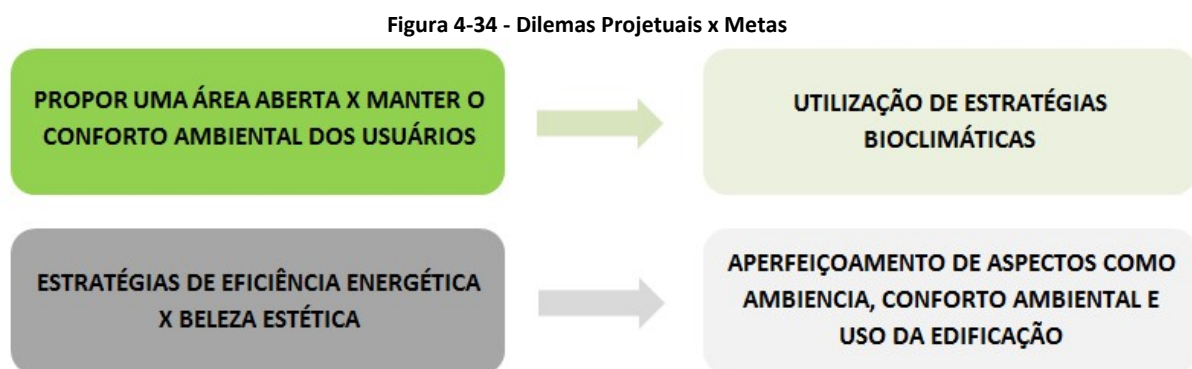 Figura 4-34 - Dilemas Projetuais x Metas
PROPOR UMA ÁREA ABERTA X MANTER O
CONFORTO AMBIENTAL DOS USUÁRIOS
UTILIZAÇÃO DE ESTRATÉGIAS
BIOCLIMÁTICAS
ESTRATÉGIAS DE EFICIÊNCIA ENERGÉTICA
X BELEZA ESTÉTICA
APERFEIÇOAMENTO DE ASPECTOS COMO
AMBIENCIA, CONFORTO AMBIENTAL E
USO DA EDIFICAÇÃO